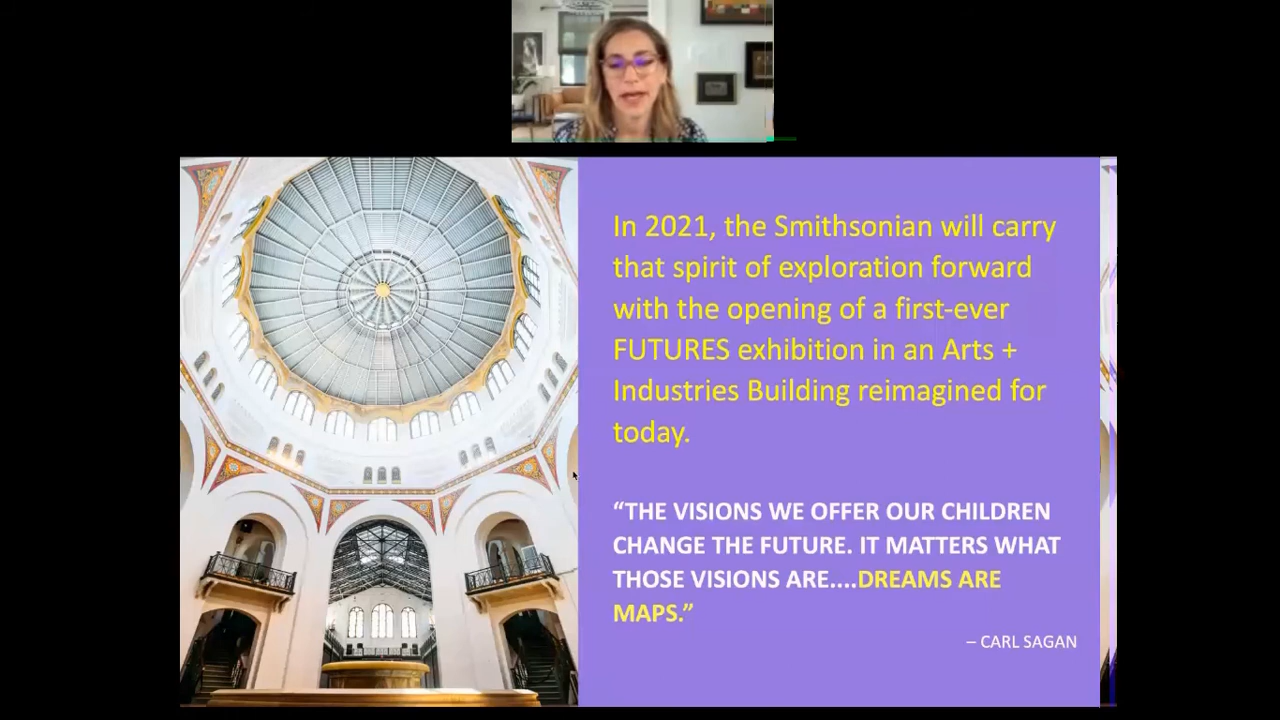 In 2021, the Smithsonian will carry
that spirit of exploration forward
with the opening of a first-ever
FUTURES exhibition in an Arts +
Industries Building reimagined for
today.
“THE VISIONS WE OFFER OUR CHILDREN
CHANGE THE FUTURE. IT MATTERS WHAT
THOSE VISIONS ARE....DREAMS ARE
MAPS.”
– CARL SAGAN